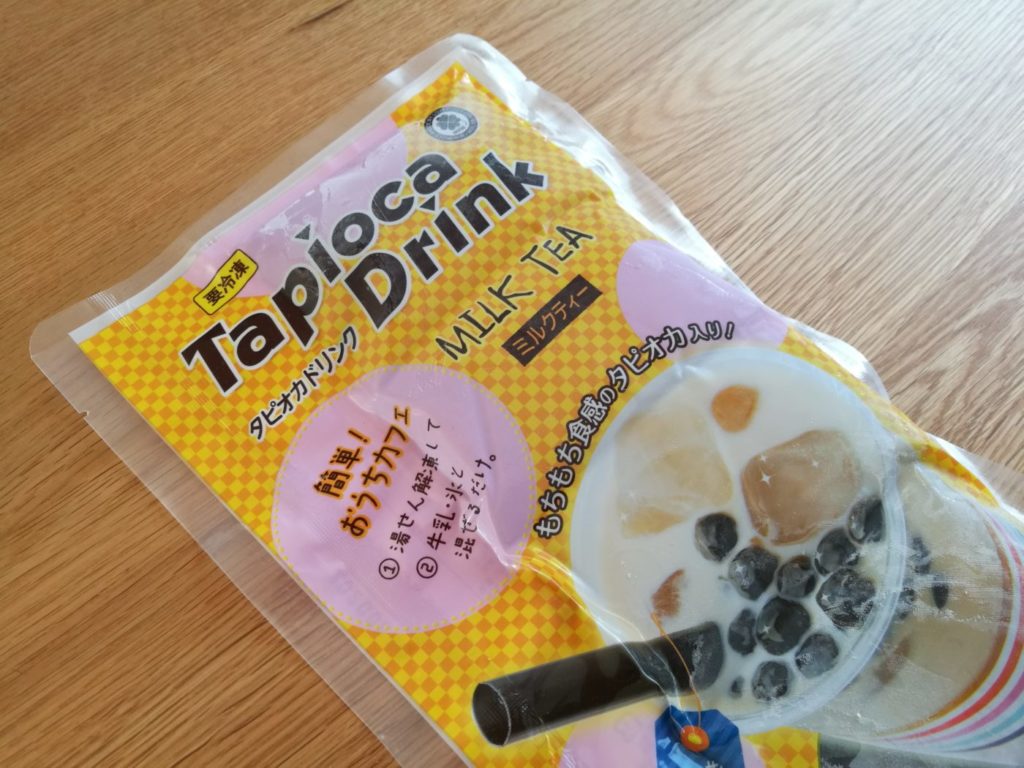 要冷凍
Tapioca
Drink
タピオカドリンク
MILK TEA
ミルクティー
もちもち食感のタピオカ入り!
簡単!
おうちカフェ
①湯せん解凍して
②牛乳・氷と
混ぜるだけ。